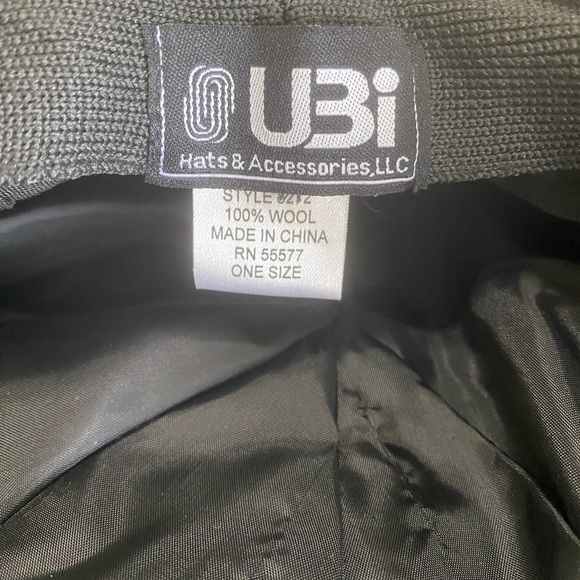 UBi
Hats & Accessories, LLC
STYLE
100% WOOL
MADE IN CHINA
RN 55577
ONE SIZE